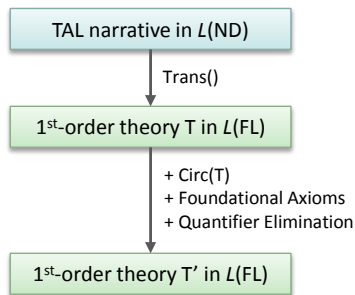 TAL narrative in L(ND)
Trans()
1st-order theory T in L(FL)
+ Circ(T)
+ Foundational Axioms
+ Quantifier Elimination
1st-order theory T' in L(FL)